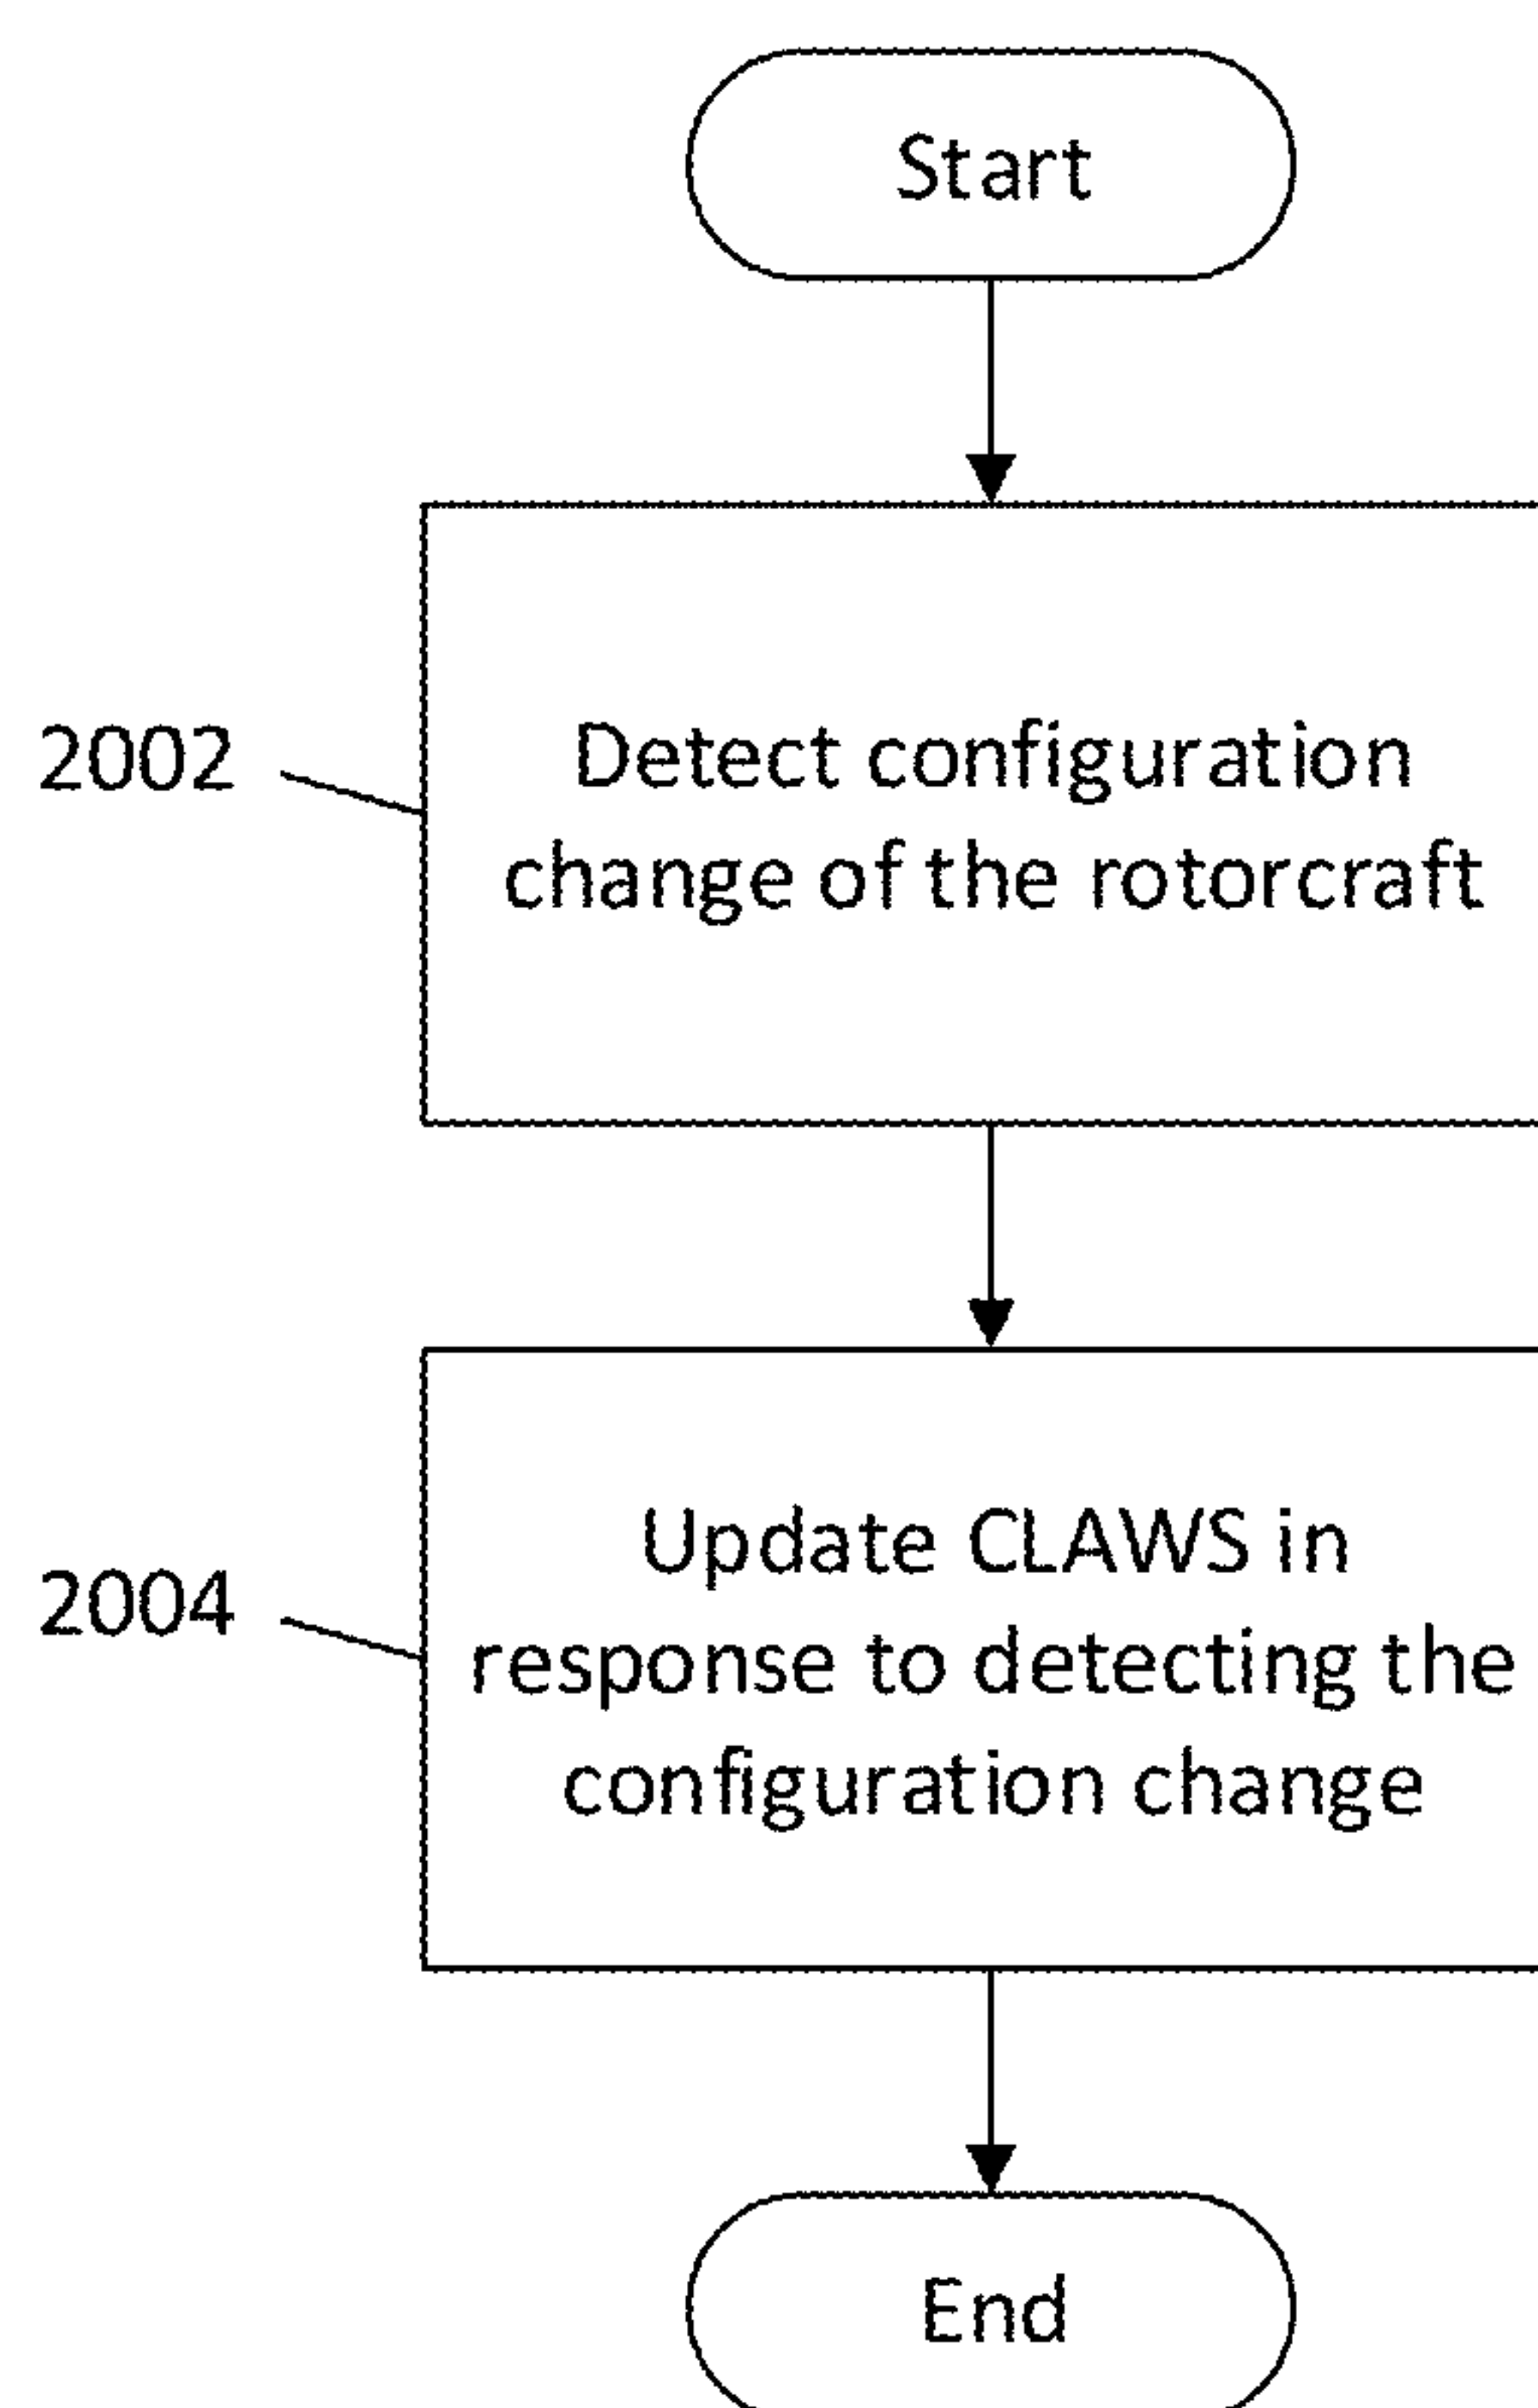 Start
2002
Detect configuration
change of the rotorcraft
2004
Update CLAWS in
response to detecting the
configuration change
End